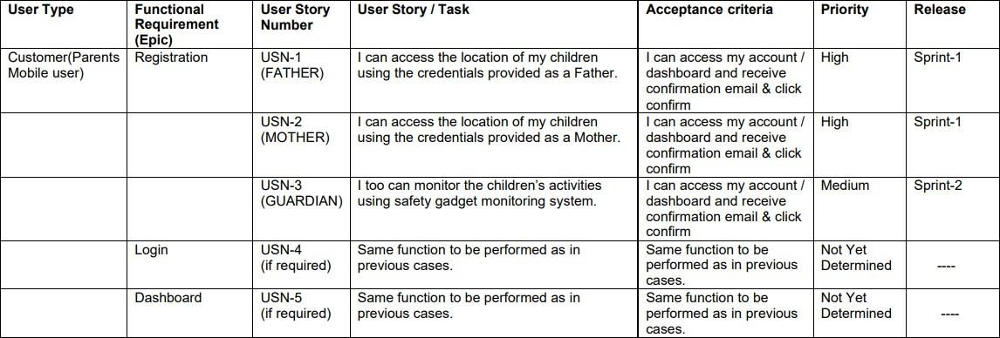 User Type
Functional
Requirement
(Epic)
User Story
Number
User Story / Task
Acceptance criteria
Priority
Release
Customer(Parents
Mobile user)
Registration
USN-1
(FATHER)
I can access the location of my children
using the credentials provided as a Father.
I can access my account /
dashboard and receive
confirmation email & click
confirm
High
Sprint-1
USN-2
(MOTHER)
I can access the location of my children
using the credentials provided as a Mother.
I can access my account /
dashboard and receive
confirmation email & click
confirm
High
Sprint-1
USN-3
(GUARDIAN)
I too can monitor the children’s activities
using safety gadget monitoring system.
I can access my account /
dashboard and receive
confirmation email & click
confirm
Medium
Sprint-2
Login
USN-4
(if required)
Same function to be performed as in
previous cases.
Same function to be
performed as in previous
cases.
Not Yet
Determined
----
Dashboard
USN-5
(if required)
Same function to be performed as in
previous cases.
Same function to be
performed as in previous
cases.
Not Yet
Determined
----